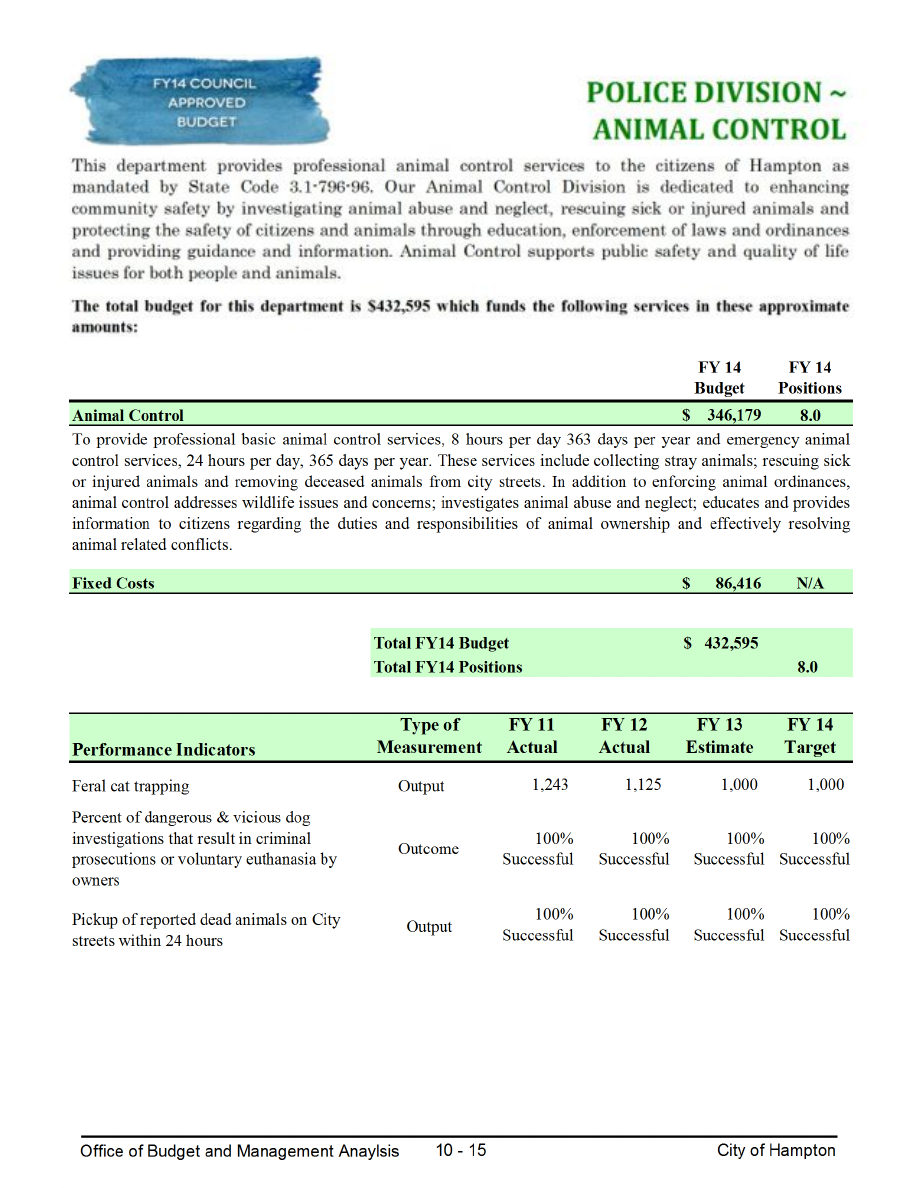 FY14 COUNCIL
APPROVED
BUDGET
POLICE DIVISION ~
ANIMAL CONTROL
This department provides professional animal control services to the citizens of Hampton as
mandated by State Code 3.1-796-96. Our Animal Control Division is dedicated to enhancing
community safety by investigating animal abuse and neglect, rescuing sick or injured animals and
protecting the safety of citizens and animals through education, enforcement of laws and ordinances
and providing guidance and information. Animal Control supports public safety and quality of life
issues for both people and animals.
The total budget for this department is $432,595 which funds the following services in these approximate
amounts:
FY 14 FY 14
Budget Positions
Animal Control $ 346,179 8.0
To provide professional basic animal control services, 8 hours per day 363 days per year and emergency animal
control services, 24 hours per day, 365 days per year. These services include collecting stray animals; rescuing sick
or injured animals and removing deceased animals from city streets. In addition to enforcing animal ordinances,
animal control addresses wildlife issues and concerns; investigates animal abuse and neglect; educates and provides
information to citizens regarding the duties and responsibilities of animal ownership and effectively resolving
animal related conflicts.
Fixed Costs $ 86,416 N/A
Total FY14 Budget $ 432,595
Total FY14 Positions 8.0
Type of FY 11 FY 12 FY 13 FY 14
Performance Indicators Measurement Actual Actual Estimate Target
Feral cat trapping Output 1,243 1,125 1,000 1,000
Percent of dangerous & vicious dog
investigations that result in criminal 100% 100% 100% 100%
prosecutions or voluntary euthanasia by Outcome Successful Successful Successful Successful
owners
Pickup of reported dead animals on City 100% 100% 100% 100%
streets within 24 hours Output Successful Successful Successful Successful
Office of Budget and Management Anaylsis 10 - 15 City of Hampton